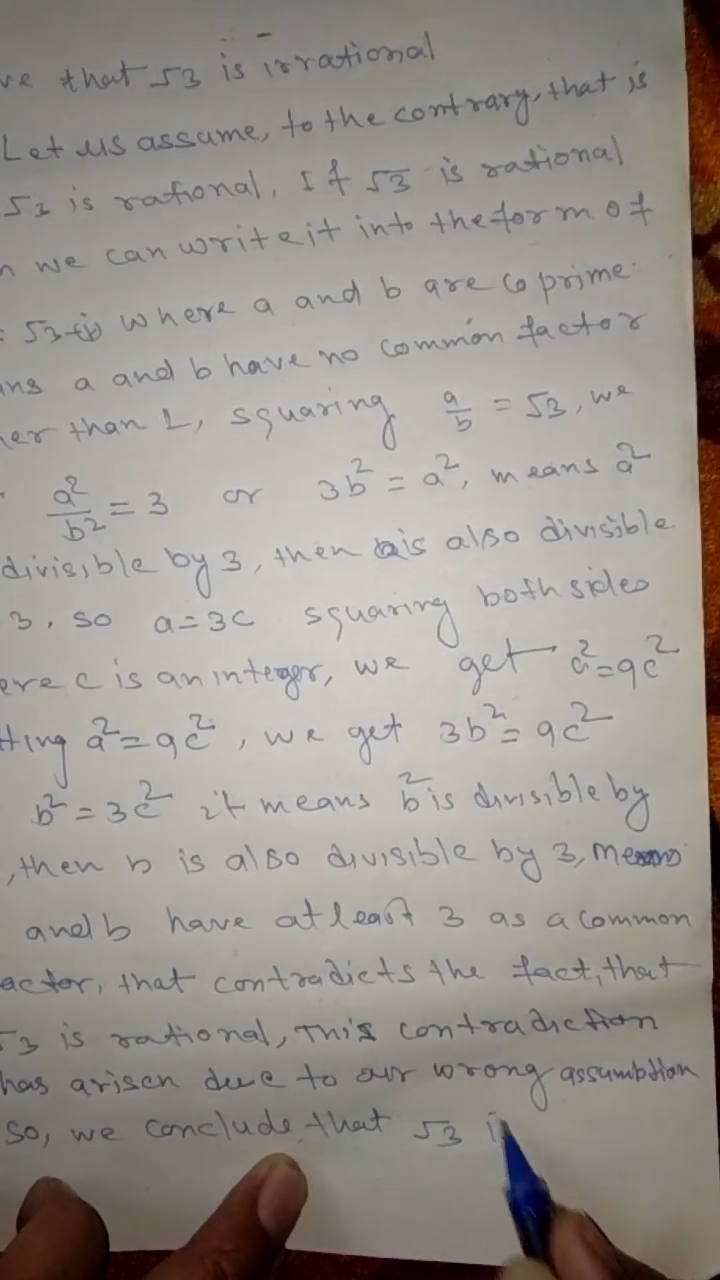 ve that √3 is irrational
Let us assume, to the contrary, that is
√3 is rational. If √3 is rational
n we can write it into the form of
√3 where a and b are co prime.
ans a and b have no common factor
her than 1, squaring a/b = √3, we
a²/b² = 3 or 3b² = a², means a²
divisible by 3, then a is also divisible
3. so a = 3c squaring both sides
ere c is an integer, we get a² = 9c²
tting a² = 9c², we get 3b² = 9c²
b² = 3c² it means b² is divisible by
, then b is also divisible by 3, means
and b have at least 3 as a common
actor, that contradicts the fact, that
√3 is rational, This contradiction
has arisen due to our wrong assumbtion
so, we conclude that √3 i